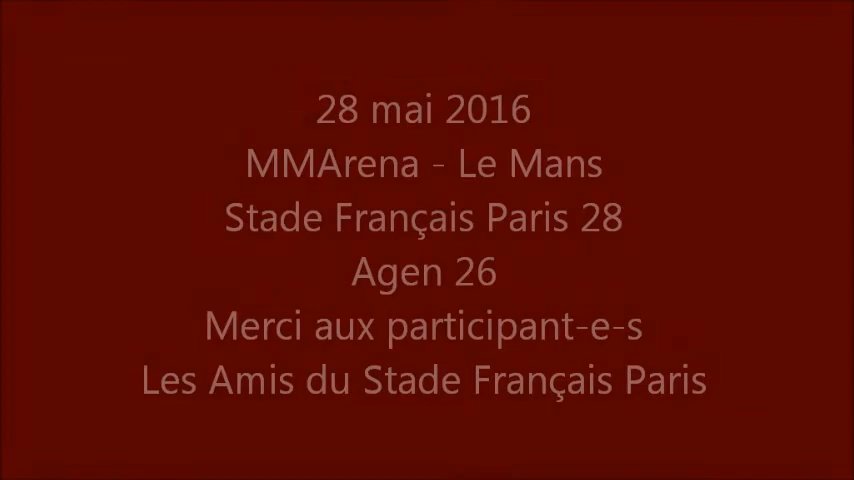 28 mai 2016
MMArena - Le Mans
Stade Français Paris 28
Agen 26
Merci aux participant-e-s
Les Amis du Stade Français Paris